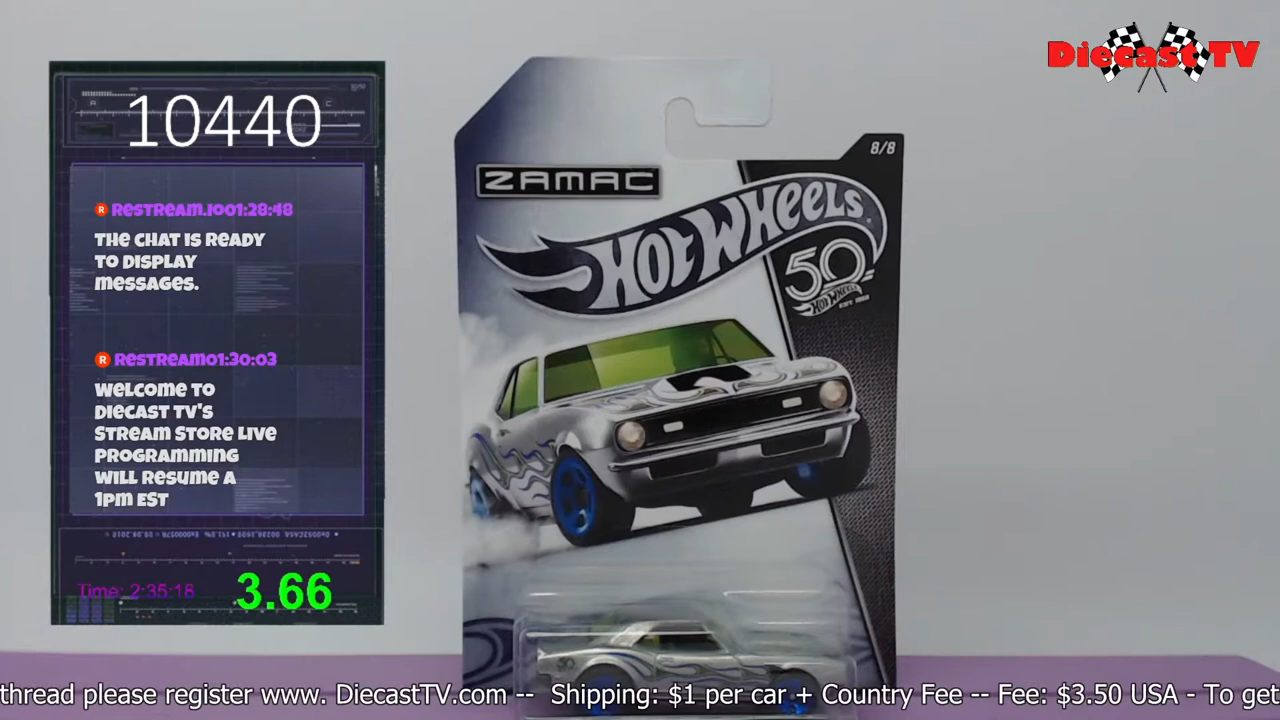 Diecast TV
10440
Restream.io01:28:48
The chat is ready
to display
messages.
Restream01:30:03
Welcome to
Diecast TV's
Stream Store Live
programming
will resume a
1pm EST
Time: 2:35:18
3.66
8/8
ZAMAC
Hot Wheels
50
Hot Wheels
50
thread please register www. DiecastTV.com -- Shipping: $1 per car + Country Fee -- Fee: $3.50 USA - To get